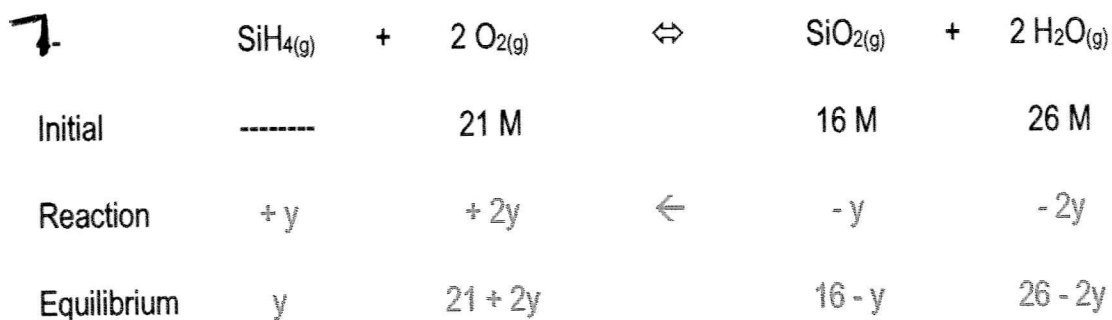 7- SiH₄(g) + 2 O₂(g) ⇔ SiO₂(g) + 2 H₂O(g)
Initial -------- 21 M 16 M 26 M
Reaction + y + 2y ← - y - 2y
Equilibrium y 21 + 2y 16 - y 26 - 2y